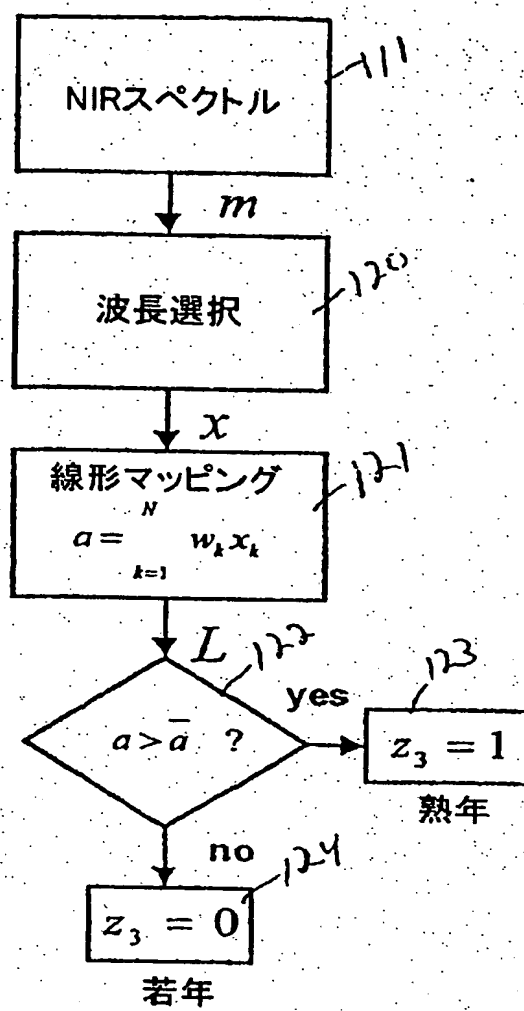 NIRスペクトル
111
m
波長選択
120
x
線形マッピング
121
N
a = w_k x_k
k=1
L
122
a > a̅ ?
yes
123
z_3 = 1
熟年
no
124
z_3 = 0
若年